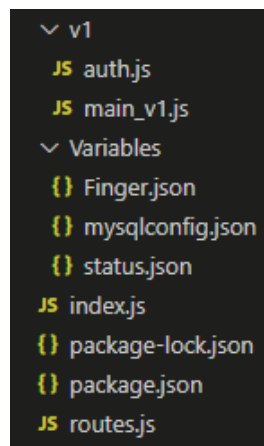 v1
JS auth.js
JS main_v1.js
Variables
{} Finger.json
{} mysqlconfig.json
{} status.json
JS index.js
{} package-lock.json
{} package.json
JS routes.js